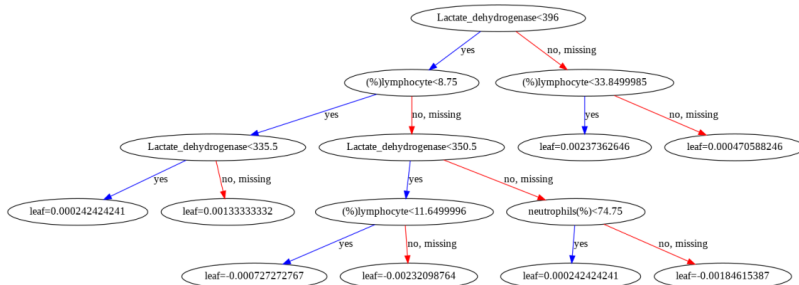 Lactate_dehydrogenase<396
yes
no, missing
(%)lymphocyte<8.75
(%)lymphocyte<33.8499985
yes
no, missing
yes
no, missing
Lactate_dehydrogenase<335.5
Lactate_dehydrogenase<350.5
leaf=0.00237362646
leaf=0.000470588246
yes
no, missing
yes
no, missing
leaf=0.000242424241
leaf=0.00133333332
(%)lymphocyte<11.6499996
neutrophils(%)<74.75
yes
no, missing
yes
no, missing
leaf=-0.000727272767
leaf=-0.00232098764
leaf=0.000242424241
leaf=-0.00184615387